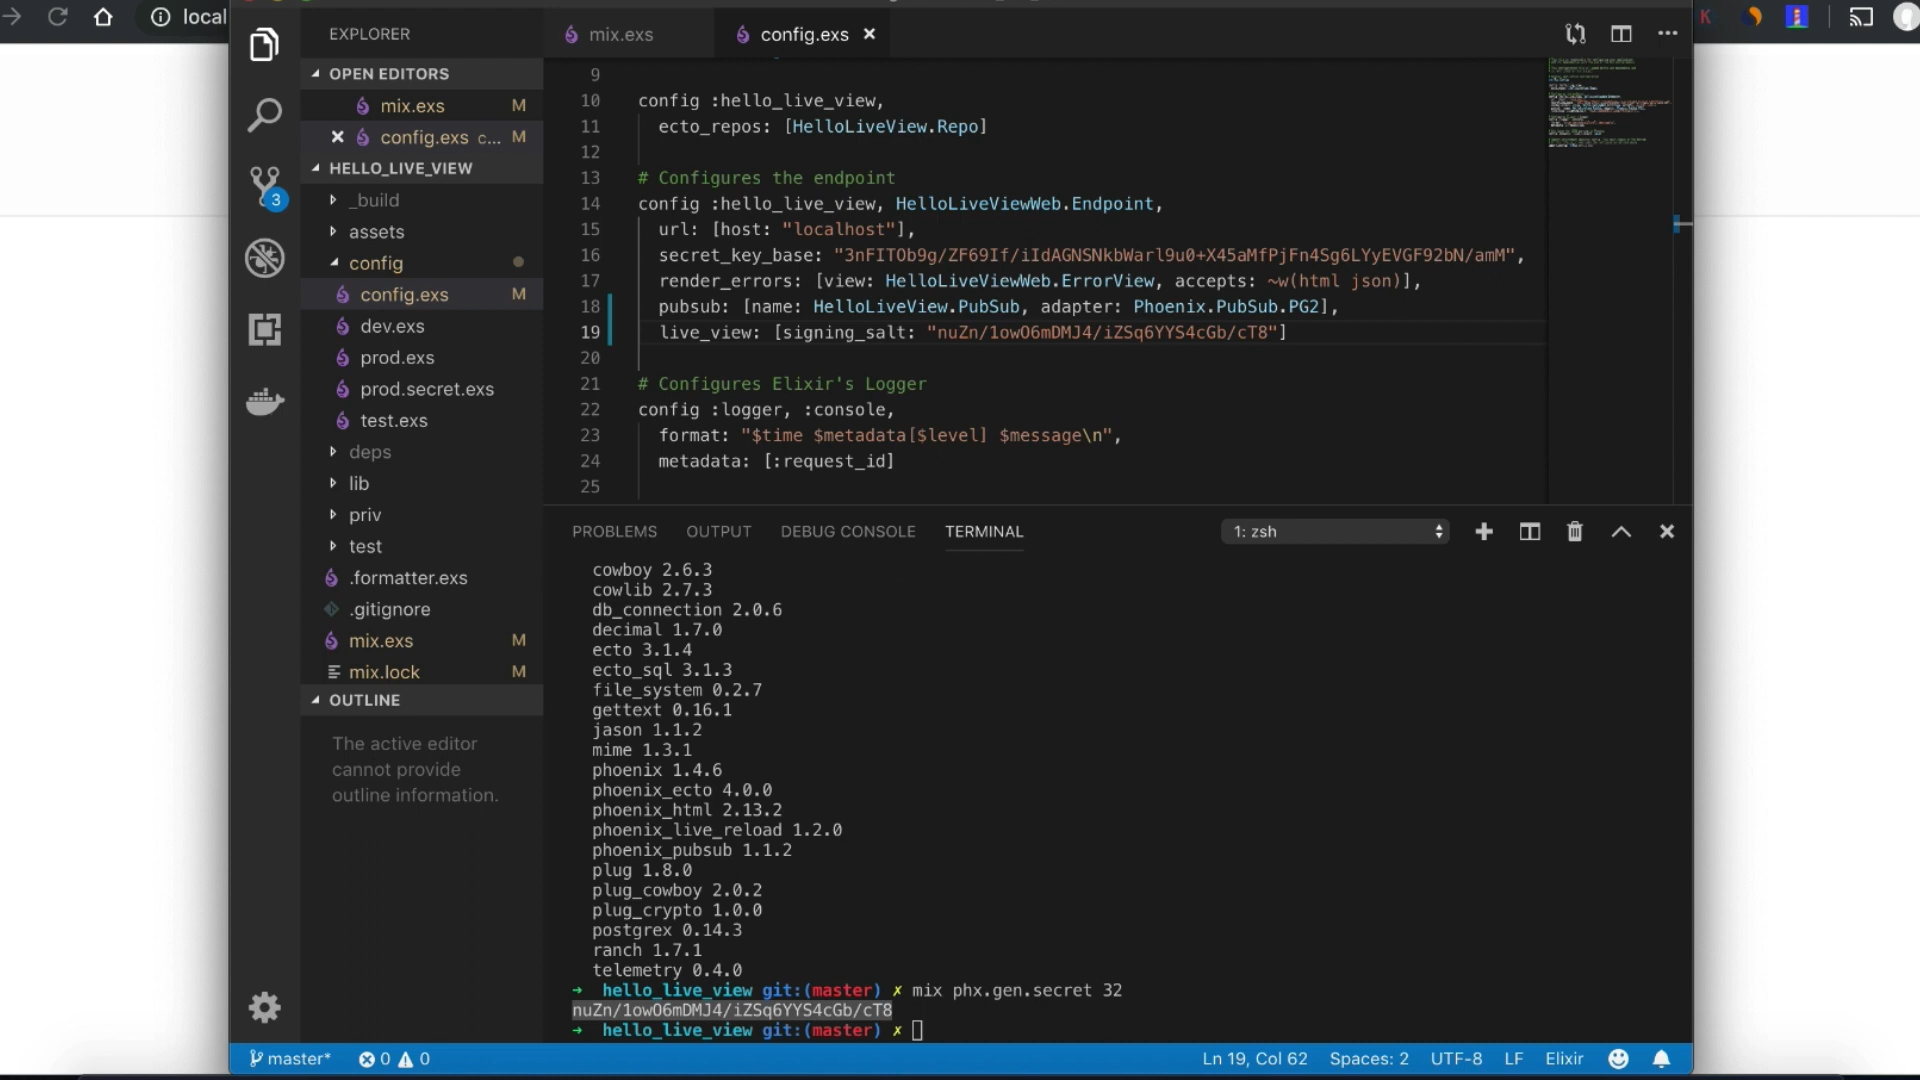 local
EXPLORER
OPEN EDITORS
mix.exs M
config.exs c... M
HELLO_LIVE_VIEW
_build
assets
config
config.exs M
dev.exs
prod.exs
prod.secret.exs
test.exs
deps
lib
priv
test
.formatter.exs
.gitignore
mix.exs M
mix.lock M
OUTLINE
The active editor
cannot provide
outline information.
3
mix.exs
config.exs
9
10 config :hello_live_view,
11 ecto_repos: [HelloLiveView.Repo]
12
13 # Configures the endpoint
14 config :hello_live_view, HelloLiveViewWeb.Endpoint,
15 url: [host: "localhost"],
16 secret_key_base: "3nFITOb9g/ZF69If/iIdAGNSNkbWarl9u0+X45aMfPjFn4Sg6LYyEVGF92bN/amM",
17 render_errors: [view: HelloLiveViewWeb.ErrorView, accepts: ~w(html json)],
18 pubsub: [name: HelloLiveView.PubSub, adapter: Phoenix.PubSub.PG2],
19 live_view: [signing_salt: "nuZn/1owO6mDMJ4/iZSq6YYS4cGb/cT8"]
20
21 # Configures Elixir's Logger
22 config :logger, :console,
23 format: "$time $metadata[$level] $message\n",
24 metadata: [:request_id]
25
PROBLEMS OUTPUT DEBUG CONSOLE TERMINAL 1: zsh
cowboy 2.6.3
cowlib 2.7.3
db_connection 2.0.6
decimal 1.7.0
ecto 3.1.4
ecto_sql 3.1.3
file_system 0.2.7
gettext 0.16.1
jason 1.1.2
mime 1.3.1
phoenix 1.4.6
phoenix_ecto 4.0.0
phoenix_html 2.13.2
phoenix_live_reload 1.2.0
phoenix_pubsub 1.1.2
plug 1.8.0
plug_cowboy 2.0.2
plug_crypto 1.0.0
postgrex 0.14.3
ranch 1.7.1
telemetry 0.4.0
→ hello_live_view git:(master) ✗ mix phx.gen.secret 32
nuZn/1owO6mDMJ4/iZSq6YYS4cGb/cT8
→ hello_live_view git:(master) ✗
master* 0 0 Ln 19, Col 62 Spaces: 2 UTF-8 LF Elixir